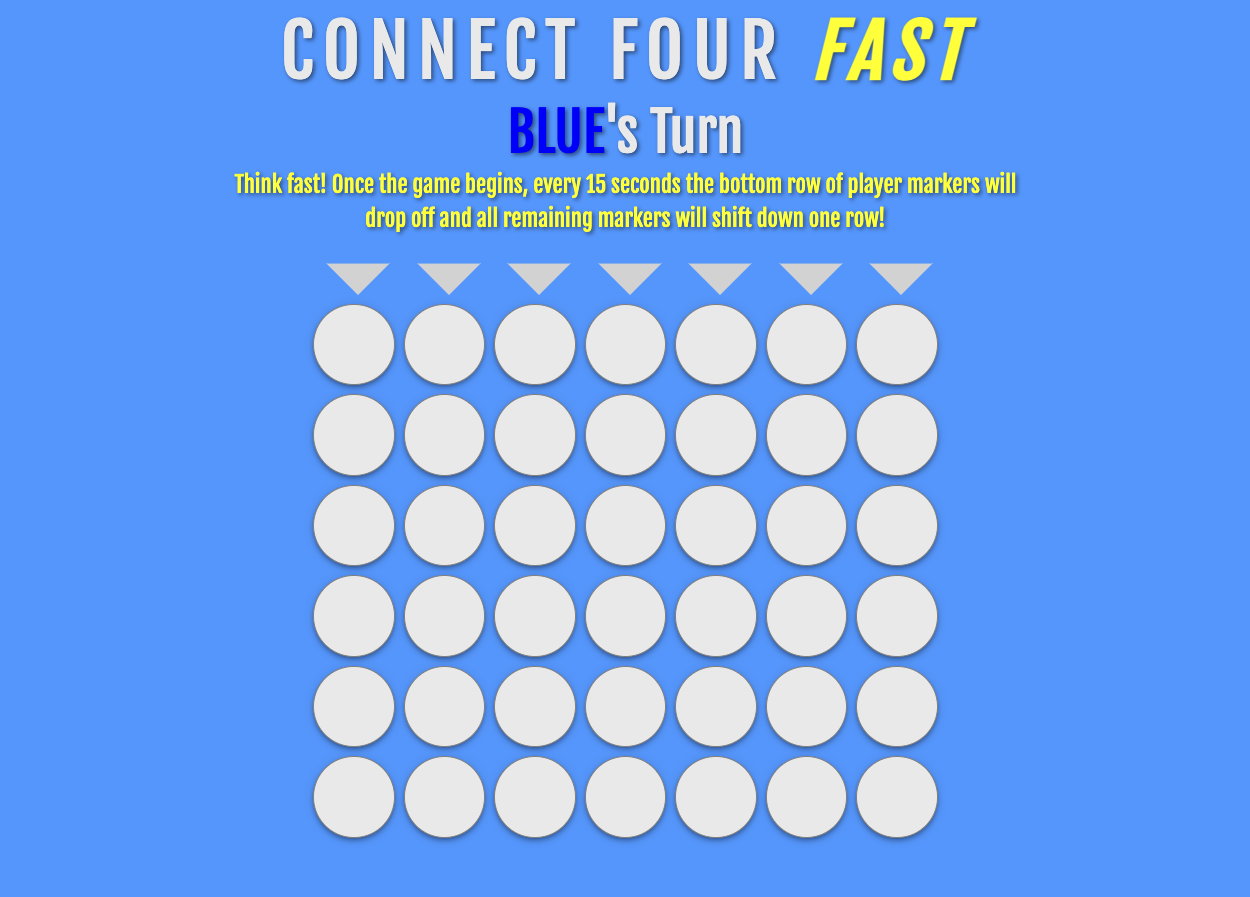 CONNECT FOUR FAST
BLUE's Turn
Think fast! Once the game begins, every 15 seconds the bottom row of player markers will
drop off and all remaining markers will shift down one row!